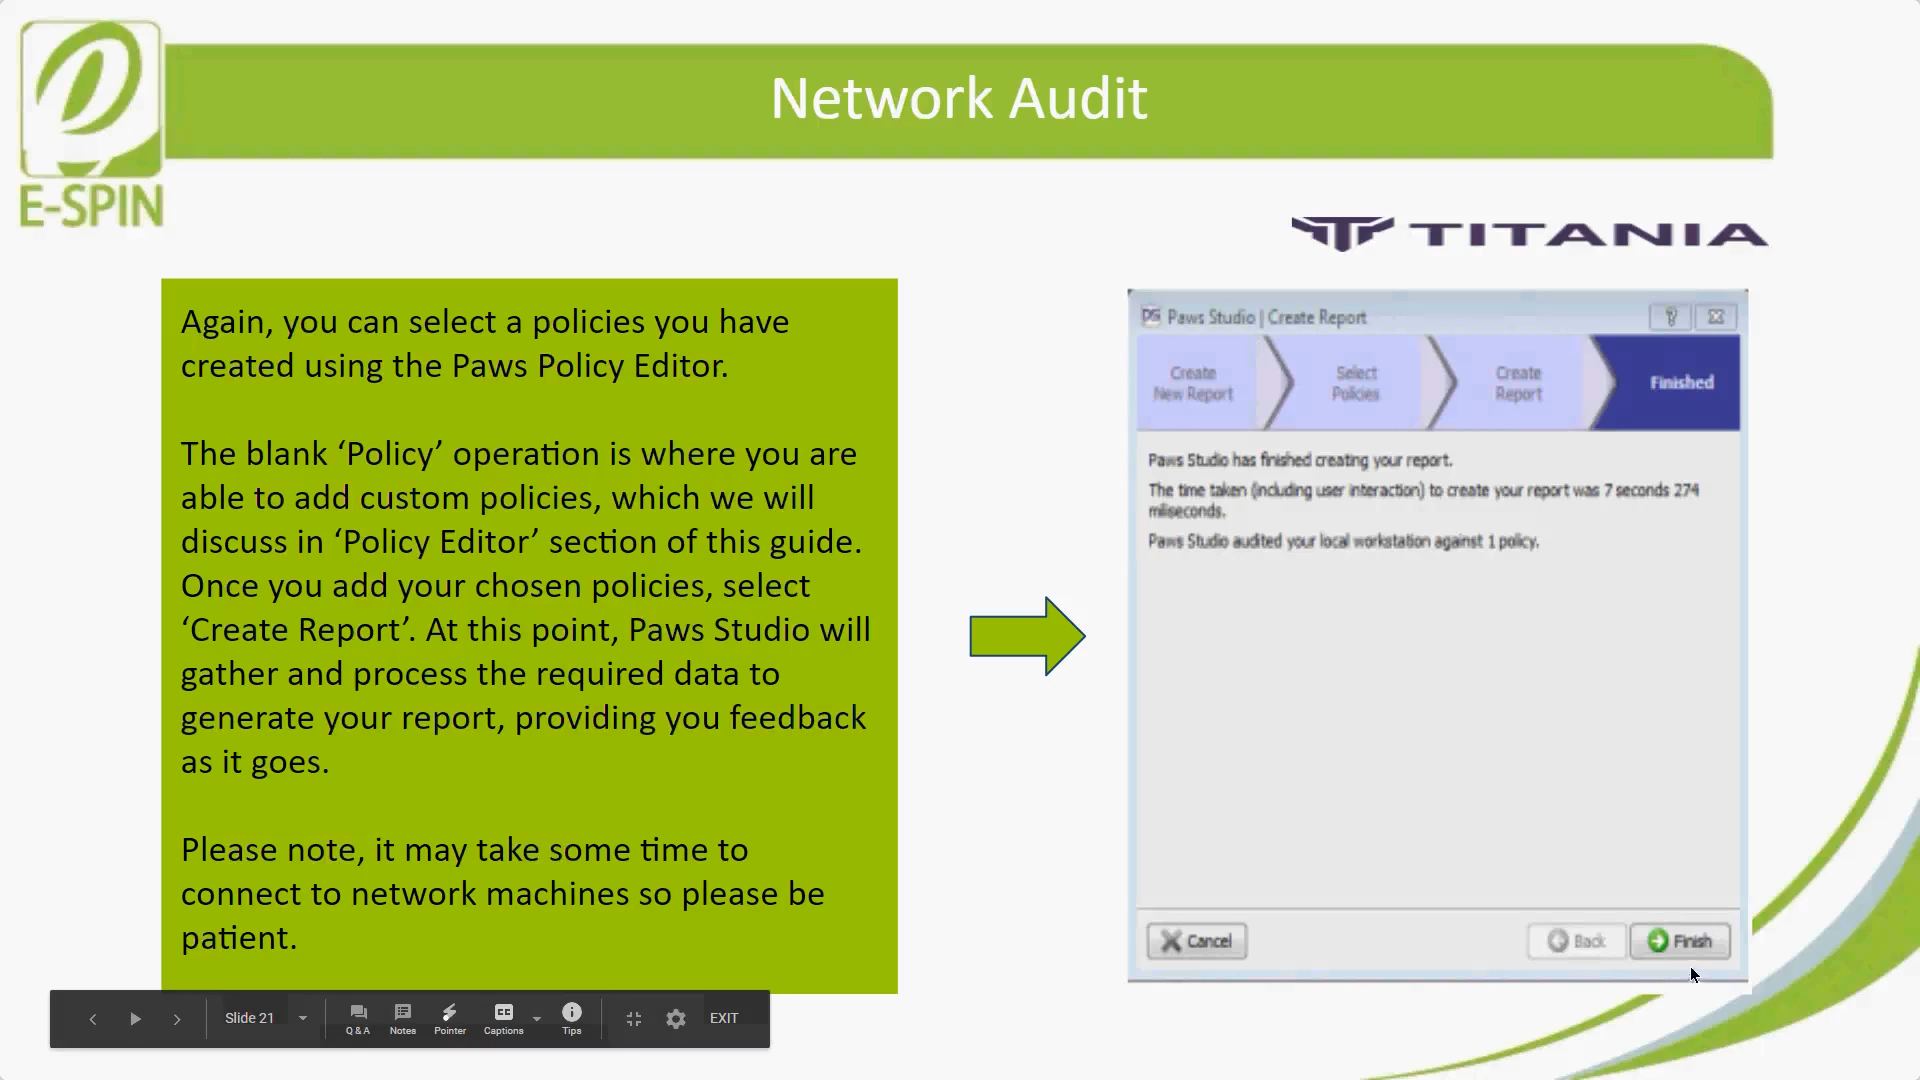 Network Audit
E-SPIN
TITANIA
Again, you can select a policies you have
created using the Paws Policy Editor.
The blank ‘Policy’ operation is where you are
able to add custom policies, which we will
discuss in ‘Policy Editor’ section of this guide.
Once you add your chosen policies, select
‘Create Report’. At this point, Paws Studio will
gather and process the required data to
generate your report, providing you feedback
as it goes.
Please note, it may take some time to
connect to network machines so please be
patient.
PS Paws Studio | Create Report
Create
New Report
Select
Policies
Create
Report
Finished
Paws Studio has finished creating your report.
The time taken (including user interaction) to create your report was 7 seconds 274
miliseconds.
Paws Studio audited your local workstation against 1 policy.
Cancel
Back
Finish
Slide 21
Q & A
Notes
Pointer
CC
Captions
Tips
EXIT